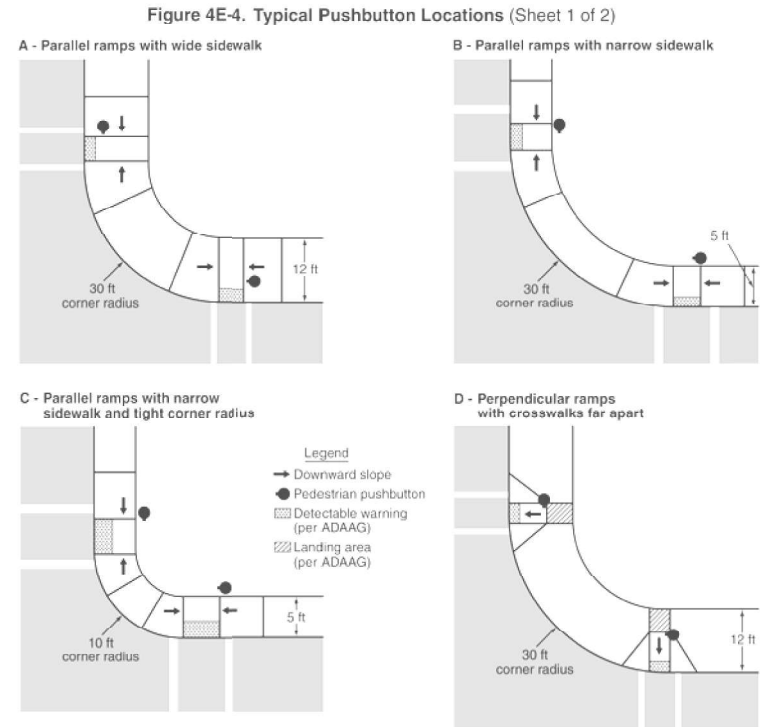 Figure 4E-4. Typical Pushbutton Locations (Sheet 1 of 2)
A - Parallel ramps with wide sidewalk
30 ft
corner radius
12 ft
B - Parallel ramps with narrow sidewalk
5 ft
30 ft
corner radius
C - Parallel ramps with narrow
sidewalk and tight corner radius
10 ft
corner radius
5 ft
Legend
Downward slope
Pedestrian pushbutton
Detectable warning
(per ADAAG)
Landing area
(per ADAAG)
D - Perpendicular ramps
with crosswalks far apart
30 ft
corner radius
12 ft